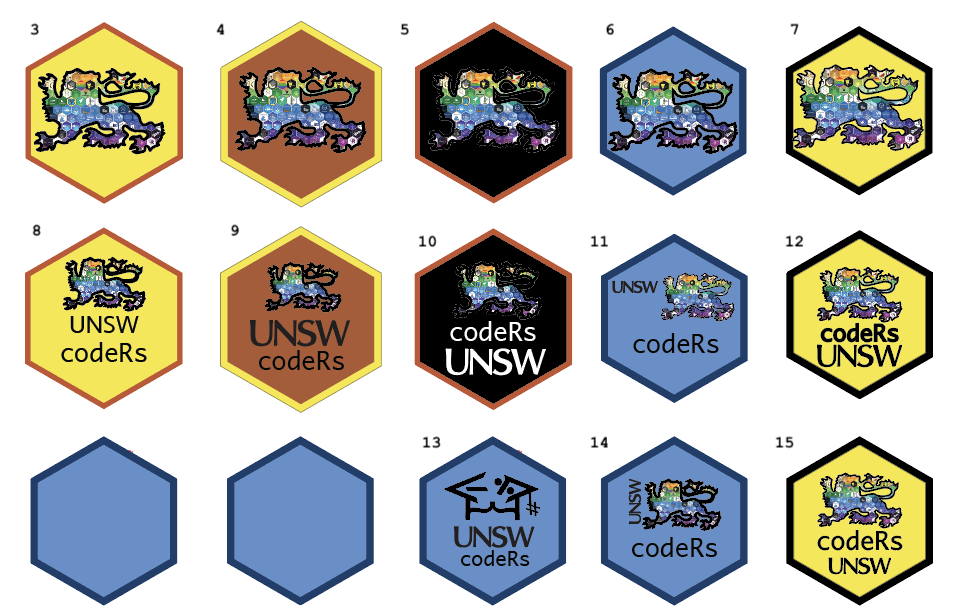 3
4
5
6
7
8
UNSW
codeRs
9
UNSW
codeRs
10
codeRs
UNSW
11
UNSW
codeRs
12
codeRs
UNSW
13
%
#
UNSW
codeRs
14
UNSW
codeRs
15
codeRs
UNSW